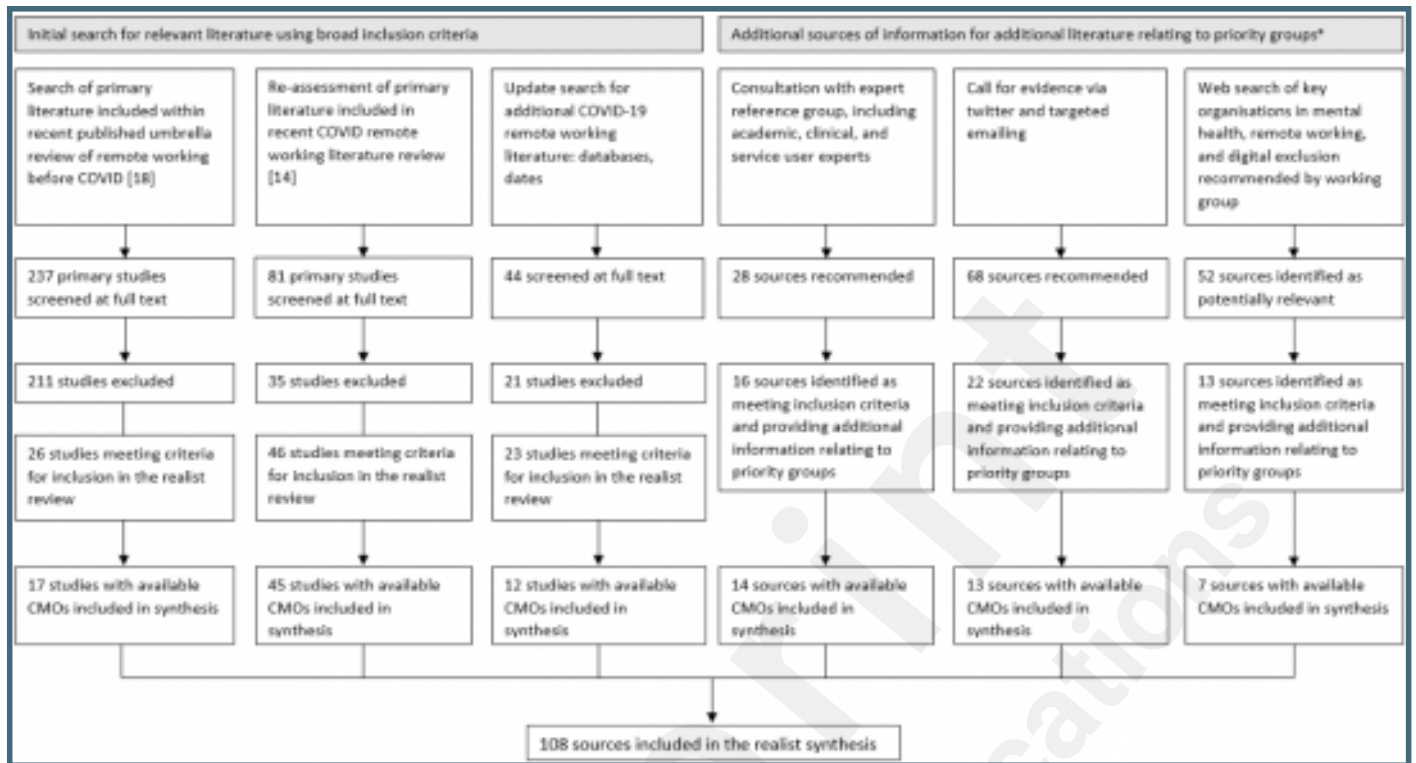 Initial search for relevant literature using broad inclusion criteria
Additional sources of information for additional literature relating to priority groups*
Search of primary
literature included within
recent published umbrella
review of remote working
before COVID [18]
Re-assessment of primary
literature included in
recent COVID remote
working literature review
[14]
Update search for
additional COVID-19
remote working
literature: databases,
dates
Consultation with expert
reference group, including
academic, clinical, and
service user experts
Call for evidence via
twitter and targeted
emailing
Web search of key
organisations in mental
health, remote working,
and digital exclusion
recommended by working
group
237 primary studies
screened at full text
81 primary studies
screened at full text
44 screened at full text
28 sources recommended
68 sources recommended
52 sources identified as
potentially relevant
211 studies excluded
35 studies excluded
21 studies excluded
16 sources identified as
meeting inclusion criteria
and providing additional
information relating to
priority groups
22 sources identified as
meeting inclusion criteria
and providing additional
information relating to
priority groups
13 sources identified as
meeting inclusion criteria
and providing additional
information relating to
priority groups
26 studies meeting criteria
for inclusion in the realist
review
46 studies meeting criteria
for inclusion in the realist
review
23 studies meeting criteria
for inclusion in the realist
review
17 studies with available
CMOs included in synthesis
45 studies with available
CMOs included in
synthesis
12 studies with available
CMOs included in
synthesis
14 sources with available
CMOs included in
synthesis
13 sources with available
CMOs included in
synthesis
7 sources with available
CMOs included in synthesis
108 sources included in the realist synthesis